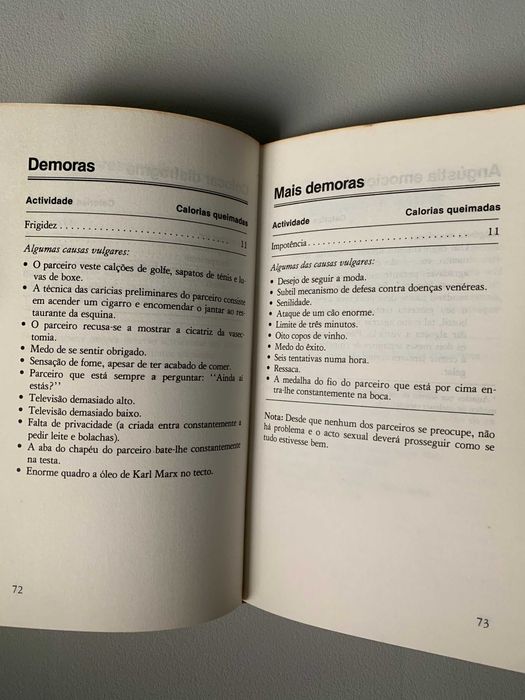 Demoras
Actividade Calorias queimadas
Frigidez. . . . . . . . . . . . . . . . . . . . . . . . . . . . . . 11
Algumas causas vulgares:
• O parceiro veste calções de golfe, sapatos de ténis e lu-
vas de boxe.
• A técnica das carícias preliminares do parceiro consiste
em acender um cigarro e encomendar o jantar ao res-
taurante da esquina.
• O parceiro recusa-se a mostrar a cicatriz da vasec-
tomia.
• Medo de se sentir obrigado.
• Sensação de fome, apesar de ter acabado de comer.
• Parceiro que está sempre a perguntar: "Ainda aí
estás?"
• Televisão demasiado alto.
• Televisão demasiado baixo.
• Falta de privacidade (a criada entra constantemente a
pedir leite e bolachas).
• A aba do chapéu do parceiro bate-lhe constantemente
na testa.
• Enorme quadro a óleo de Karl Marx no tecto.
72
Mais demoras
Actividade Calorias queimadas
Impotência. . . . . . . . . . . . . . . . . . . . . . . . . . . . 11
Algumas das causas vulgares:
• Desejo de seguir a moda.
• Subtil mecanismo de defesa contra doenças venéreas.
• Senilidade.
• Ataque de um cão enorme.
• Limite de três minutos.
• Oito copos de vinho.
• Medo do êxito.
• Seis tentativas numa hora.
• Ressaca.
• A medalha do fio do parceiro que está por cima en-
tra-lhe constantemente na boca.
Nota: Desde que nenhum dos parceiros se preocupe, não
há problema e o acto sexual deverá prosseguir como se
tudo estivesse bem.
73